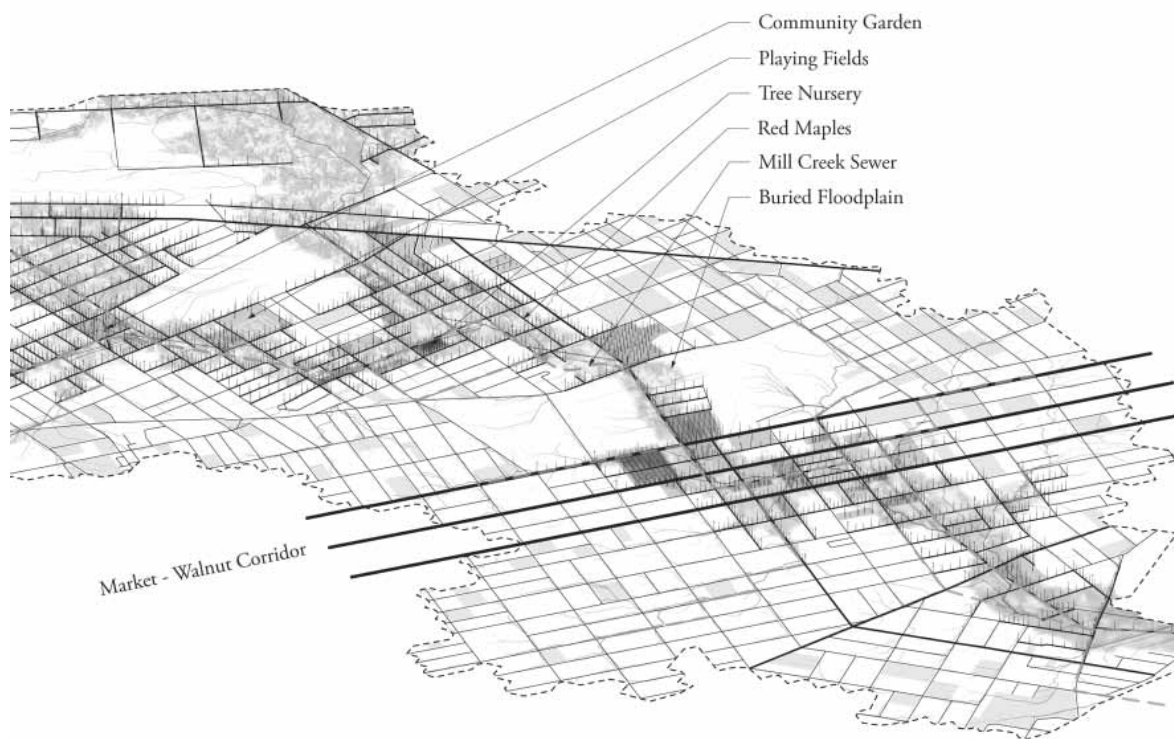 Community Garden
Playing Fields
Tree Nursery
Red Maples
Mill Creek Sewer
Buried Floodplain
Market - Walnut Corridor